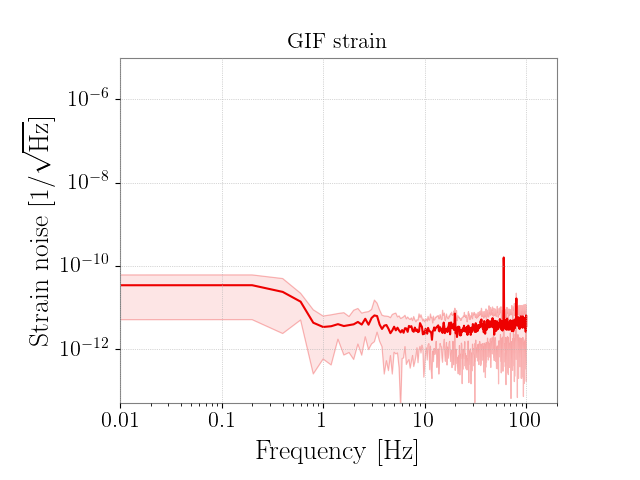 GIF strain
Strain noise [1/√Hz]
10⁻⁶
10⁻⁸
10⁻¹⁰
10⁻¹²
0.01 0.1 1 10 100
Frequency [Hz]